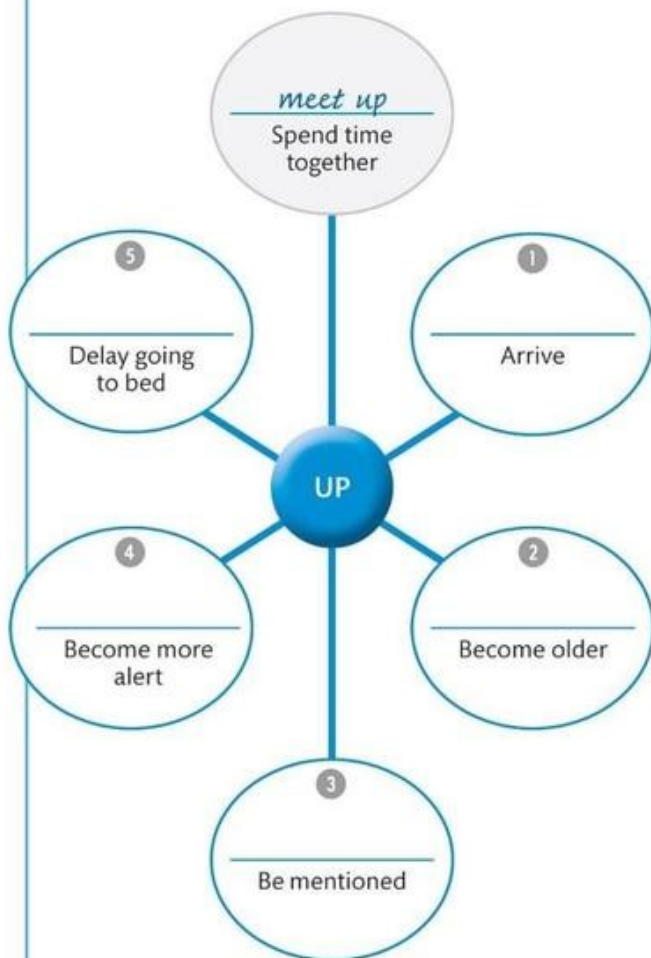 meet up
Spend time
together
5
Delay going
to bed
1
Arrive
UP
4
Become more
alert
2
Become older
3
Be mentioned